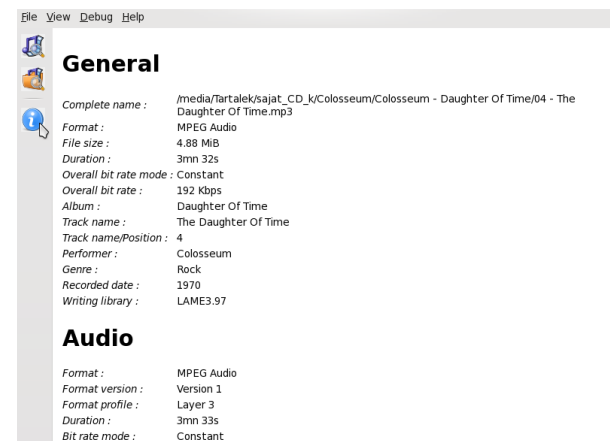 File View Debug Help
General
Complete name : /media/Tartalek/sajat_CD_k/Colosseum/Colosseum - Daughter Of Time/04 - The
Daughter Of Time.mp3
Format : MPEG Audio
File size : 4.88 MiB
Duration : 3mn 32s
Overall bit rate mode : Constant
Overall bit rate : 192 Kbps
Album : Daughter Of Time
Track name : The Daughter Of Time
Track name/Position : 4
Performer : Colosseum
Genre : Rock
Recorded date : 1970
Writing library : LAME3.97
Audio
Format : MPEG Audio
Format version : Version 1
Format profile : Layer 3
Duration : 3mn 33s
Bit rate mode : Constant